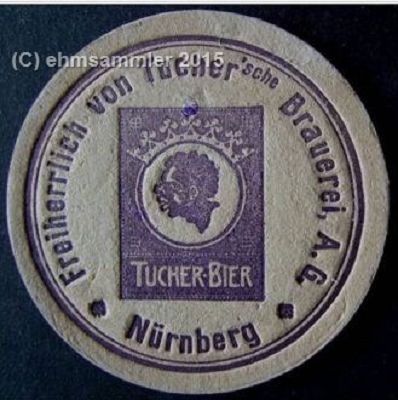 (C) ehmsammler 2015
Freiherrlich von Tucher'sche Brauerei, A.G.
TUCHER-BIER
Nürnberg